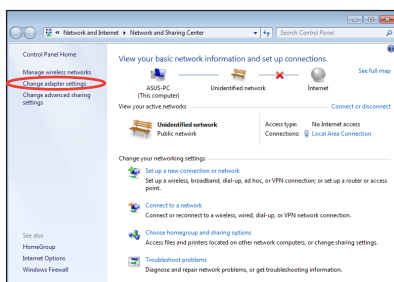 « Network and Internet ▸ Network and Sharing Center
Search Control Panel
Control Panel Home
Manage wireless networks
Change adapter settings
Change advanced sharing
settings
See also
HomeGroup
Internet Options
Windows Firewall
View your basic network information and set up connections
See full map
ASUS-PC
(This computer)
Unidentified network
Internet
View your active networks
Connect or disconnect
Unidentified network
Public network
Access type: No Internet access
Connections: Local Area Connection
Change your networking settings
Set up a new connection or network
Set up a wireless, broadband, dial-up, ad hoc, or VPN connection; or set up a router or access
point.
Connect to a network
Connect or reconnect to a wireless, wired, dial-up, or VPN network connection.
Choose homegroup and sharing options
Access files and printers located on other network computers, or change sharing settings.
Troubleshoot problems
Diagnose and repair network problems, or get troubleshooting information.